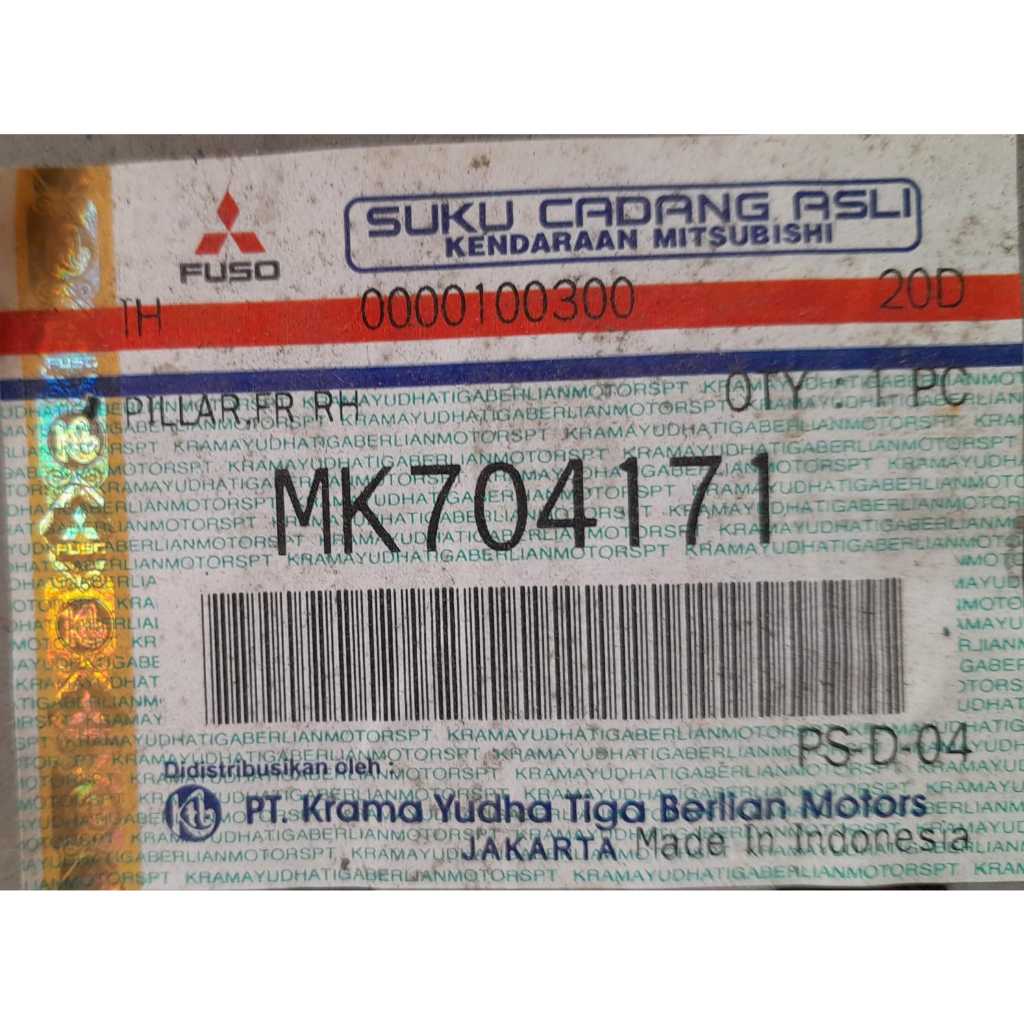 FUSO
SUKU CADANG ASLI
KENDARAAN MITSUBISHI
TH 0000100300 20D
PILLAR,FR RH QTY : 1 PC
MK704171
PS-D-04
Didistribusikan oleh :
PT. Krama Yudha Tiga Berlian Motors
JAKARTA Made In Indonesia